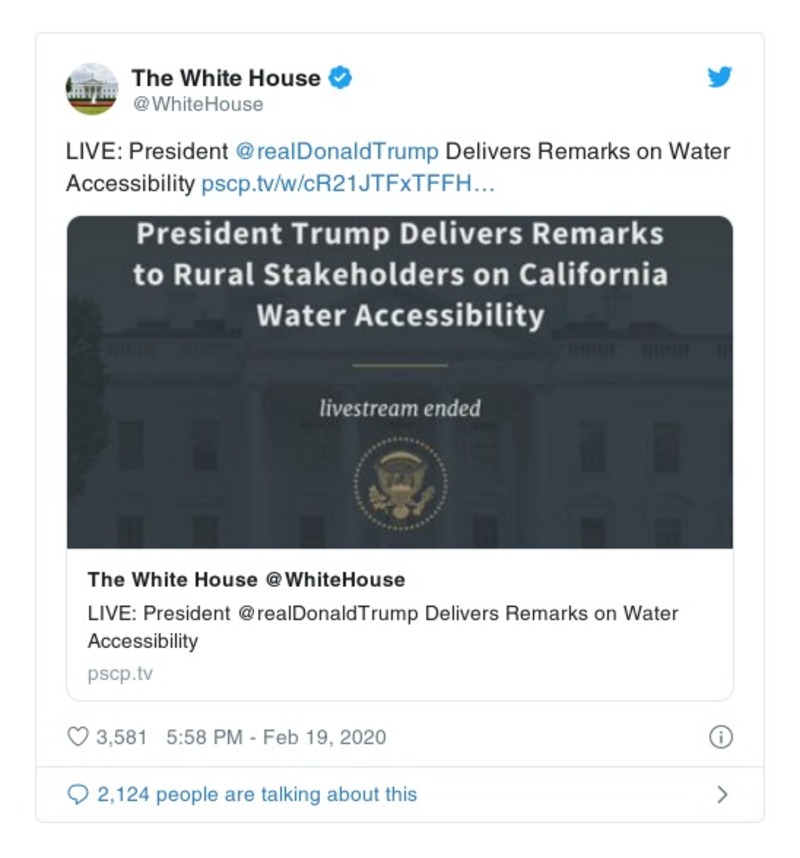 The White House
@WhiteHouse
LIVE: President @realDonaldTrump Delivers Remarks on Water
Accessibility pscp.tv/w/cR21JTFxTFFH…
President Trump Delivers Remarks
to Rural Stakeholders on California
Water Accessibility
livestream ended
The White House @WhiteHouse
LIVE: President @realDonaldTrump Delivers Remarks on Water
Accessibility
pscp.tv
3,581 5:58 PM - Feb 19, 2020
2,124 people are talking about this